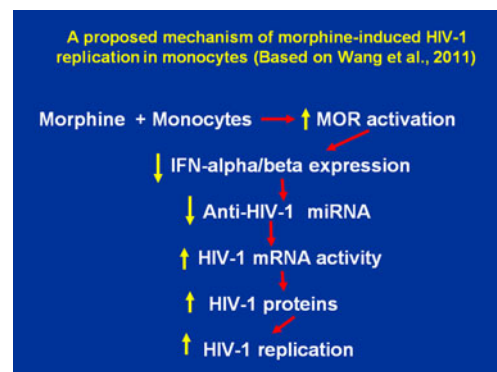 A proposed mechanism of morphine-induced HIV-1
replication in monocytes (Based on Wang et al., 2011)
Morphine + Monocytes → ↑ MOR activation
↓ IFN-alpha/beta expression
↓ Anti-HIV-1 miRNA
↑ HIV-1 mRNA activity
↑ HIV-1 proteins
↑ HIV-1 replication